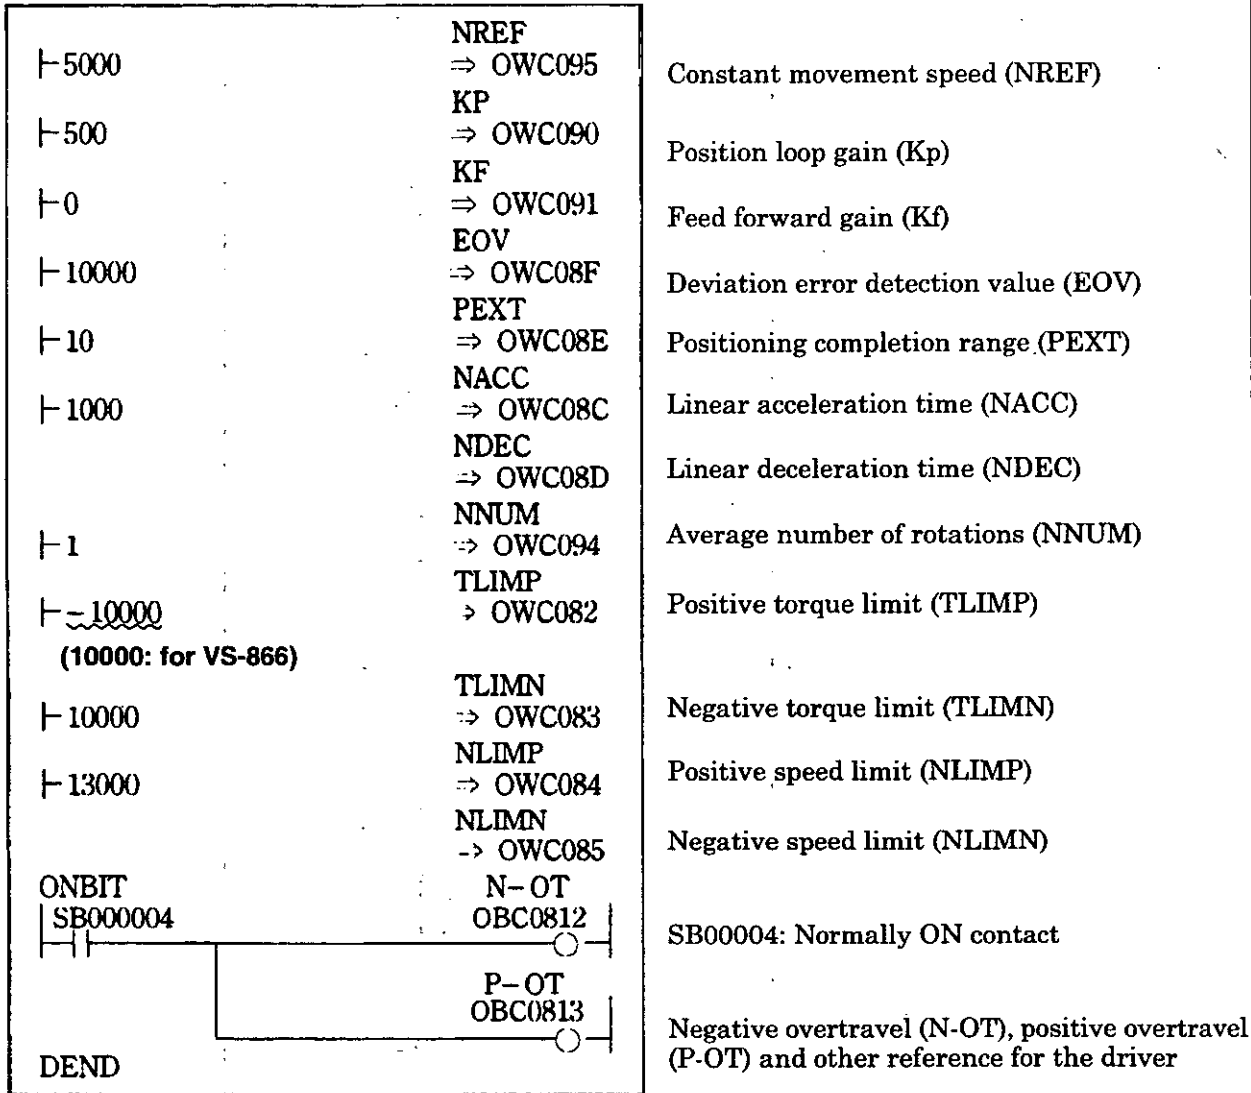 NREF
├5000 ⇒ OWC095 Constant movement speed (NREF)
KP
├500 ⇒ OWC090 Position loop gain (Kp)
KF
├0 ⇒ OWC091 Feed forward gain (Kf)
EOV
├10000 ⇒ OWC08F Deviation error detection value (EOV)
PEXT
├10 ⇒ OWC08E Positioning completion range (PEXT)
NACC
├1000 ⇒ OWC08C Linear acceleration time (NACC)
NDEC
⇒ OWC08D Linear deceleration time (NDEC)
NNUM
├1 ⇒ OWC094 Average number of rotations (NNUM)
TLIMP
├−10000 ⇒ OWC082 Positive torque limit (TLIMP)
(10000: for VS-866)
TLIMN
├10000 ⇒ OWC083 Negative torque limit (TLIMN)
NLIMP
├13000 ⇒ OWC084 Positive speed limit (NLIMP)
NLIMN
⇒ OWC085 Negative speed limit (NLIMN)
ONBIT N−OT
SB000004 OBC0812
SB00004: Normally ON contact
P−OT
OBC0813
Negative overtravel (N-OT), positive overtravel
(P-OT) and other reference for the driver
DEND